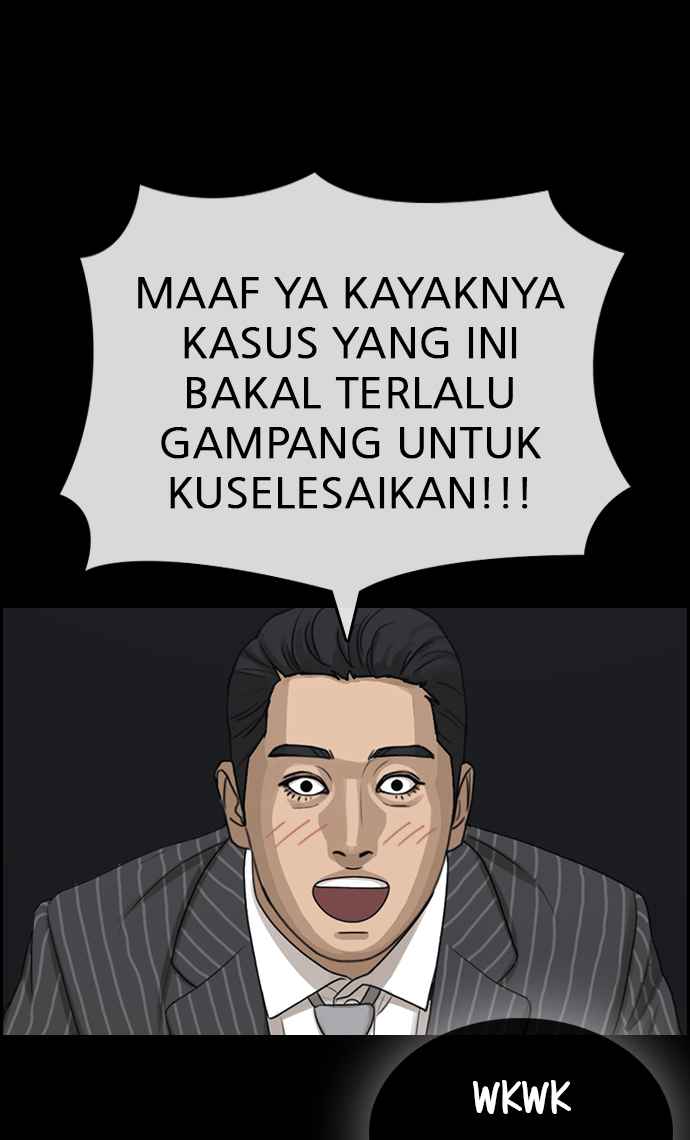 MAAF YA KAYAKNYA
KASUS YANG INI
BAKAL TERLALU
GAMPANG UNTUK
KUSELESAIKAN!!!
WKWK